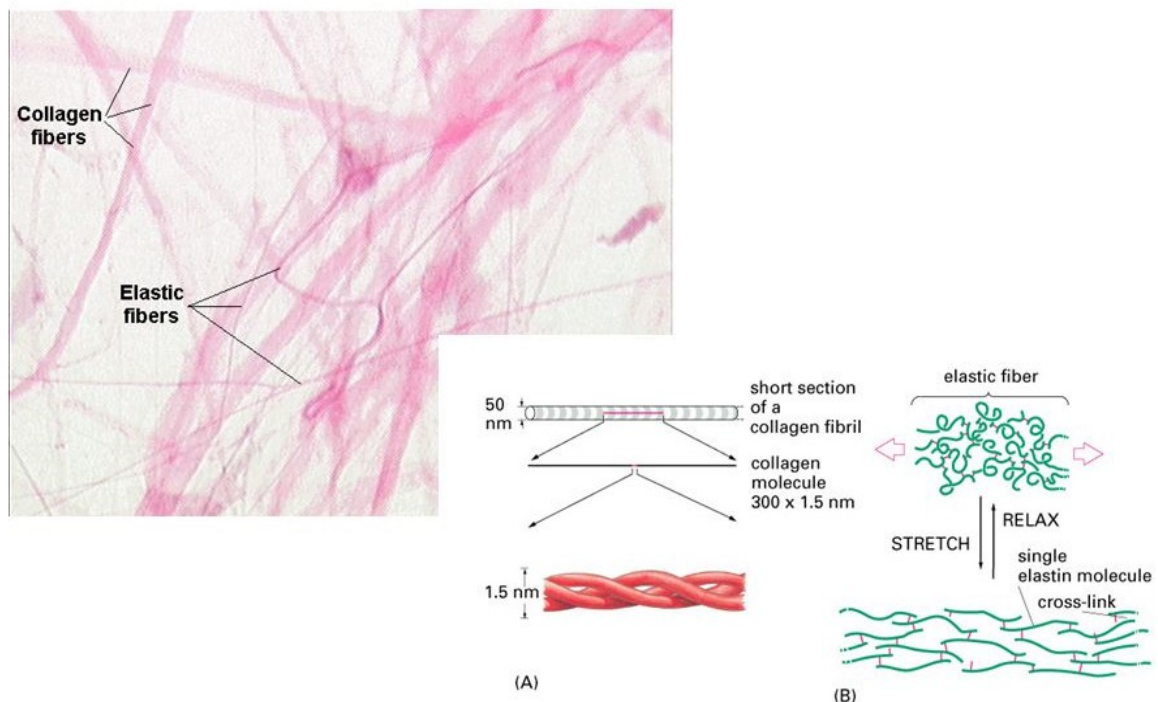 Collagen
fibers
Elastic
fibers
50
nm
short section
of a
collagen fibril
collagen
molecule
300 x 1.5 nm
1.5 nm
(A)
elastic fiber
STRETCH
RELAX
single
elastin molecule
cross-link
(B)